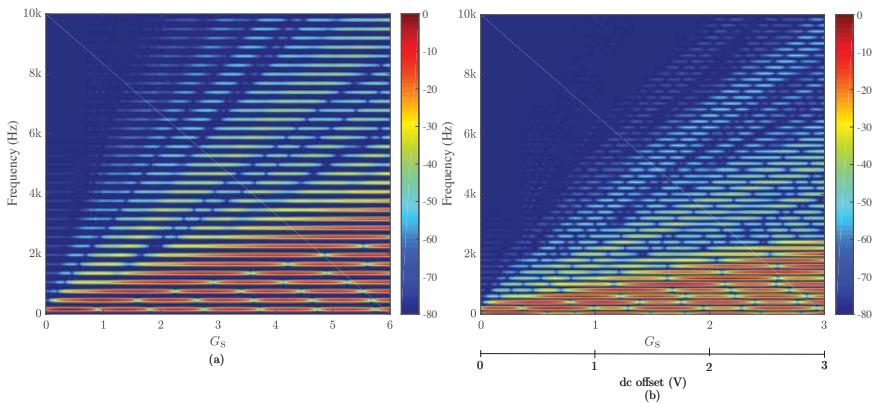 10k
8k
6k
4k
2k
0
Frequency (Hz)
0 1 2 3 4 5 6
G_S
(a)
0
-10
-20
-30
-40
-50
-60
-70
-80
10k
8k
6k
4k
2k
0
Frequency (Hz)
0 1 2 3
G_S
0 1 2 3
dc offset (V)
(b)
0
-10
-20
-30
-40
-50
-60
-70
-80